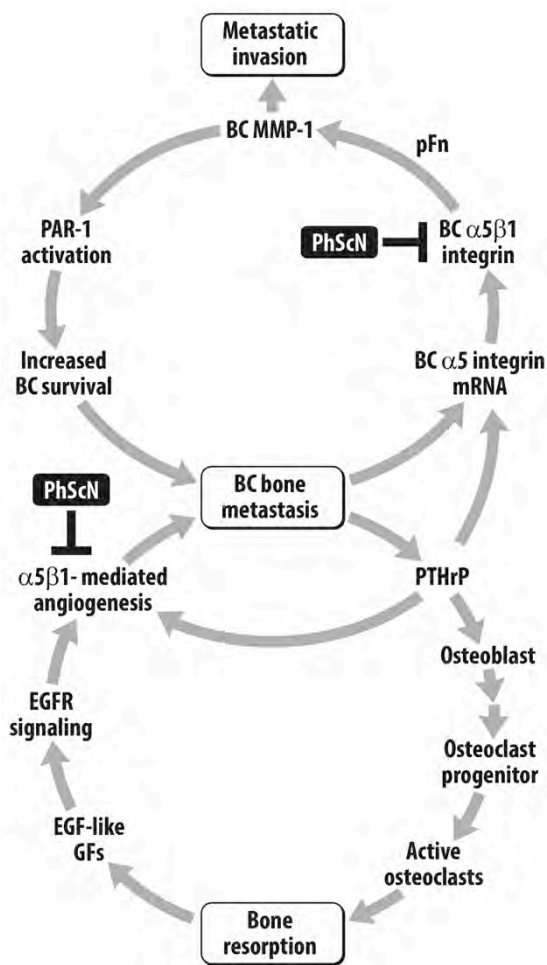 Metastatic
invasion
BC MMP-1
pFn
PAR-1
activation
PhScN
BC α5β1
integrin
Increased
BC survival
BC α5 integrin
mRNA
PhScN
BC bone
metastasis
α5β1- mediated
angiogenesis
PTHrP
Osteoblast
EGFR
signaling
Osteoclast
progenitor
EGF-like
GFs
Active
osteoclasts
Bone
resorption